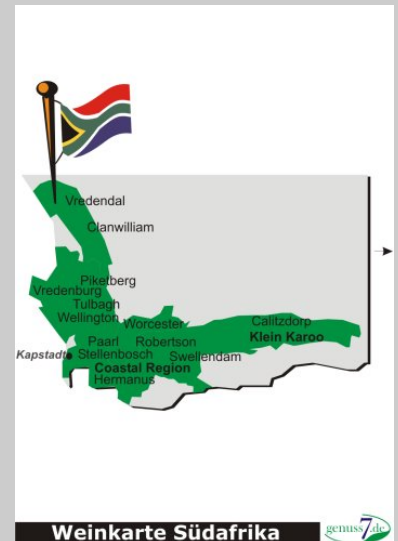 Vredendal
Clanwilliam
Piketberg
Vredenburg
Tulbagh
Wellington
Worcester
Calitzdorp
Klein Karoo
Paarl
Robertson
Kapstadt
Stellenbosch
Swellendam
Coastal Region
Hermanus
Weinkarte Südafrika
genuss7.de